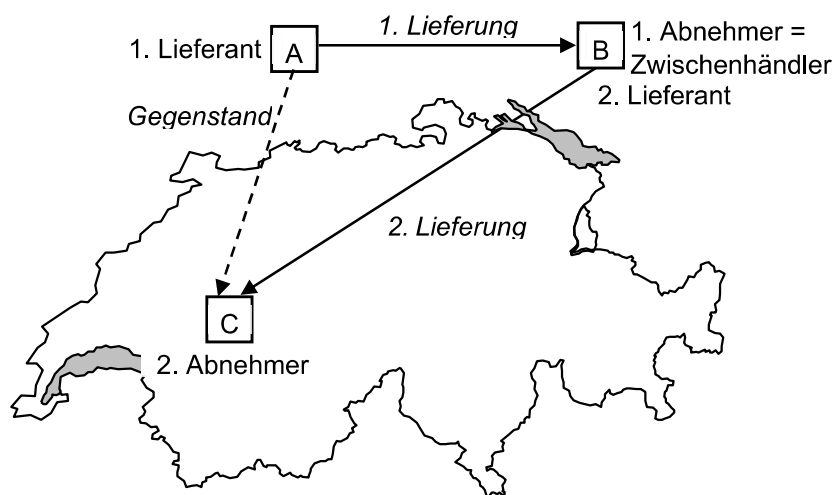 1. Lieferant
A
1. Lieferung
B
1. Abnehmer =
Zwischenhändler
2. Lieferant
Gegenstand
2. Lieferung
C
2. Abnehmer